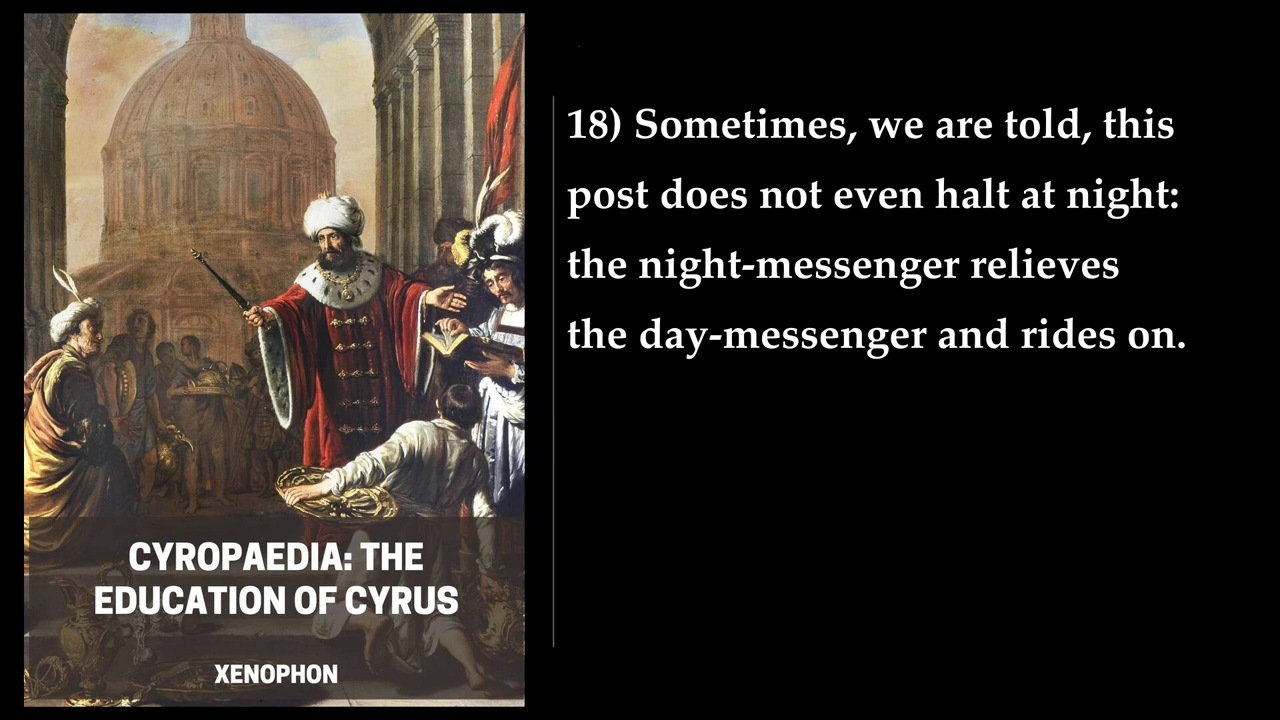 CYROPAEDIA: THE
EDUCATION OF CYRUS
XENOPHON
18) Sometimes, we are told, this
post does not even halt at night:
the night-messenger relieves
the day-messenger and rides on.